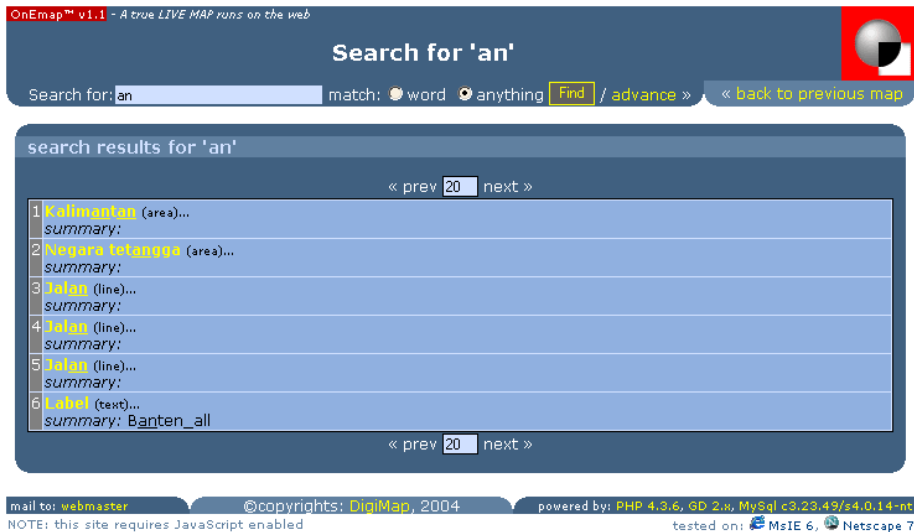 OnEmap™ v1.1 - A true LIVE MAP runs on the web
Search for 'an'
Search for: an match: word anything Find / advance » « back to previous map
search results for 'an'
« prev 20 next »
1 Kalimantan (area)...
summary:
2 Negara tetangga (area)...
summary:
3 Jalan (line)...
summary:
4 Jalan (line)...
summary:
5 Jalan (line)...
summary:
6 Label (text)...
summary: Banten_all
« prev 20 next »
mail to: webmaster ©copyrights: DigiMap, 2004 powered by: PHP 4.3.6, GD 2.x, MySql c3.23.49/s4.0.14-nt
NOTE: this site requires JavaScript enabled tested on: MsIE 6, Netscape 7